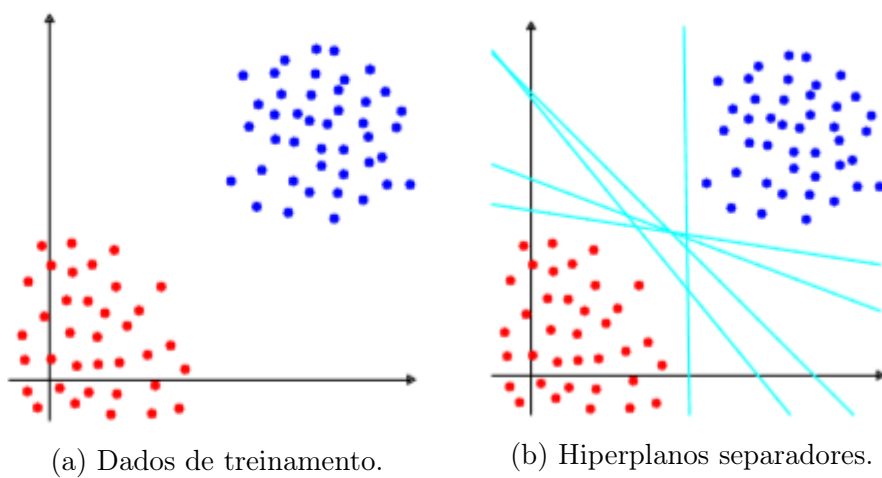 (a) Dados de treinamento.
(b) Hiperplanos separadores.